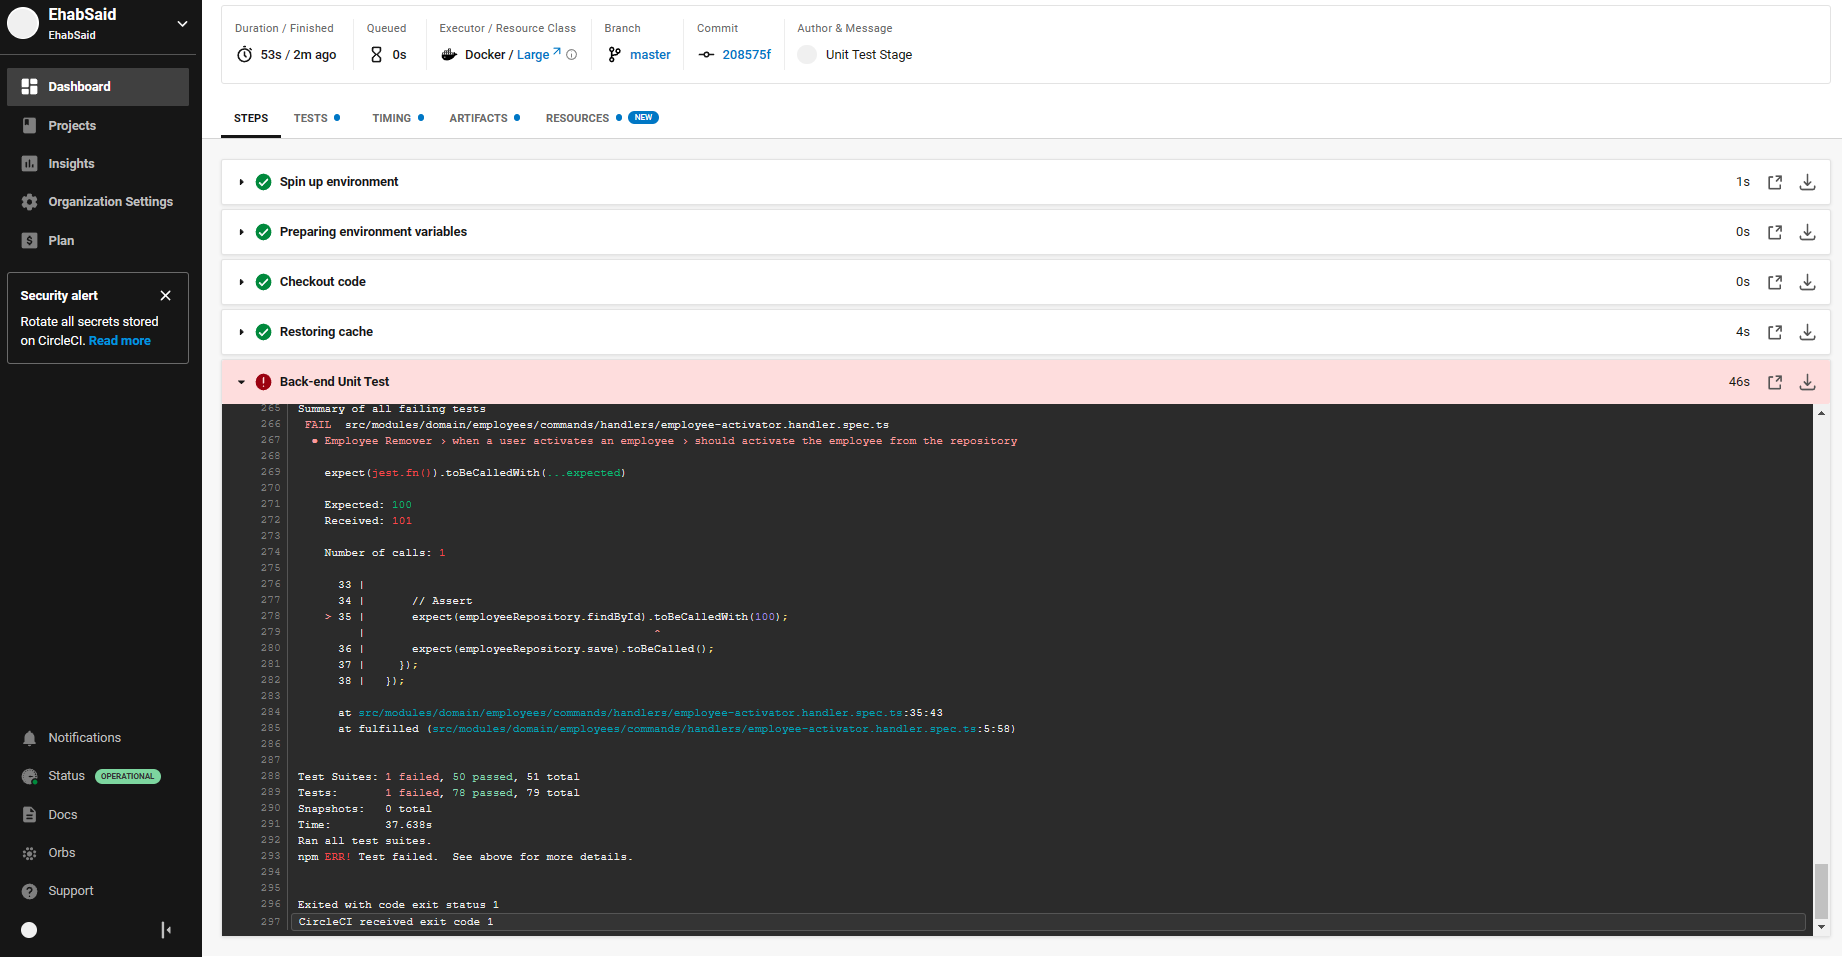 EhabSaid
EhabSaid
Dashboard
Projects
Insights
Organization Settings
Plan
Security alert
Rotate all secrets stored
on CircleCI. Read more
Notifications
Status OPERATIONAL
Docs
Orbs
Support
Duration / Finished
53s / 2m ago
Queued
0s
Executor / Resource Class
Docker / Large
Branch
master
Commit
208575f
Author & Message
Unit Test Stage
STEPS TESTS TIMING ARTIFACTS RESOURCES NEW
Spin up environment 1s
Preparing environment variables 0s
Checkout code 0s
Restoring cache 4s
Back-end Unit Test 46s
265 Summary of all failing tests
266 FAIL src/modules/domain/employees/commands/handlers/employee-activator.handler.spec.ts
267 ● Employee Remover › when a user activates an employee › should activate the employee from the repository
268
269 expect(jest.fn()).toBeCalledWith(...expected)
270
271 Expected: 100
272 Received: 101
273
274 Number of calls: 1
275
276 33 |
277 34 | // Assert
278 > 35 | expect(employeeRepository.findById).toBeCalledWith(100);
279 | ^
280 36 | expect(employeeRepository.save).toBeCalled();
281 37 | });
282 38 | });
283
284 at src/modules/domain/employees/commands/handlers/employee-activator.handler.spec.ts:35:43
285 at fulfilled (src/modules/domain/employees/commands/handlers/employee-activator.handler.spec.ts:5:58)
286
287
288 Test Suites: 1 failed, 50 passed, 51 total
289 Tests: 1 failed, 78 passed, 79 total
290 Snapshots: 0 total
291 Time: 37.638s
292 Ran all test suites.
293 npm ERR! Test failed. See above for more details.
294
295
296 Exited with code exit status 1
297 CircleCI received exit code 1